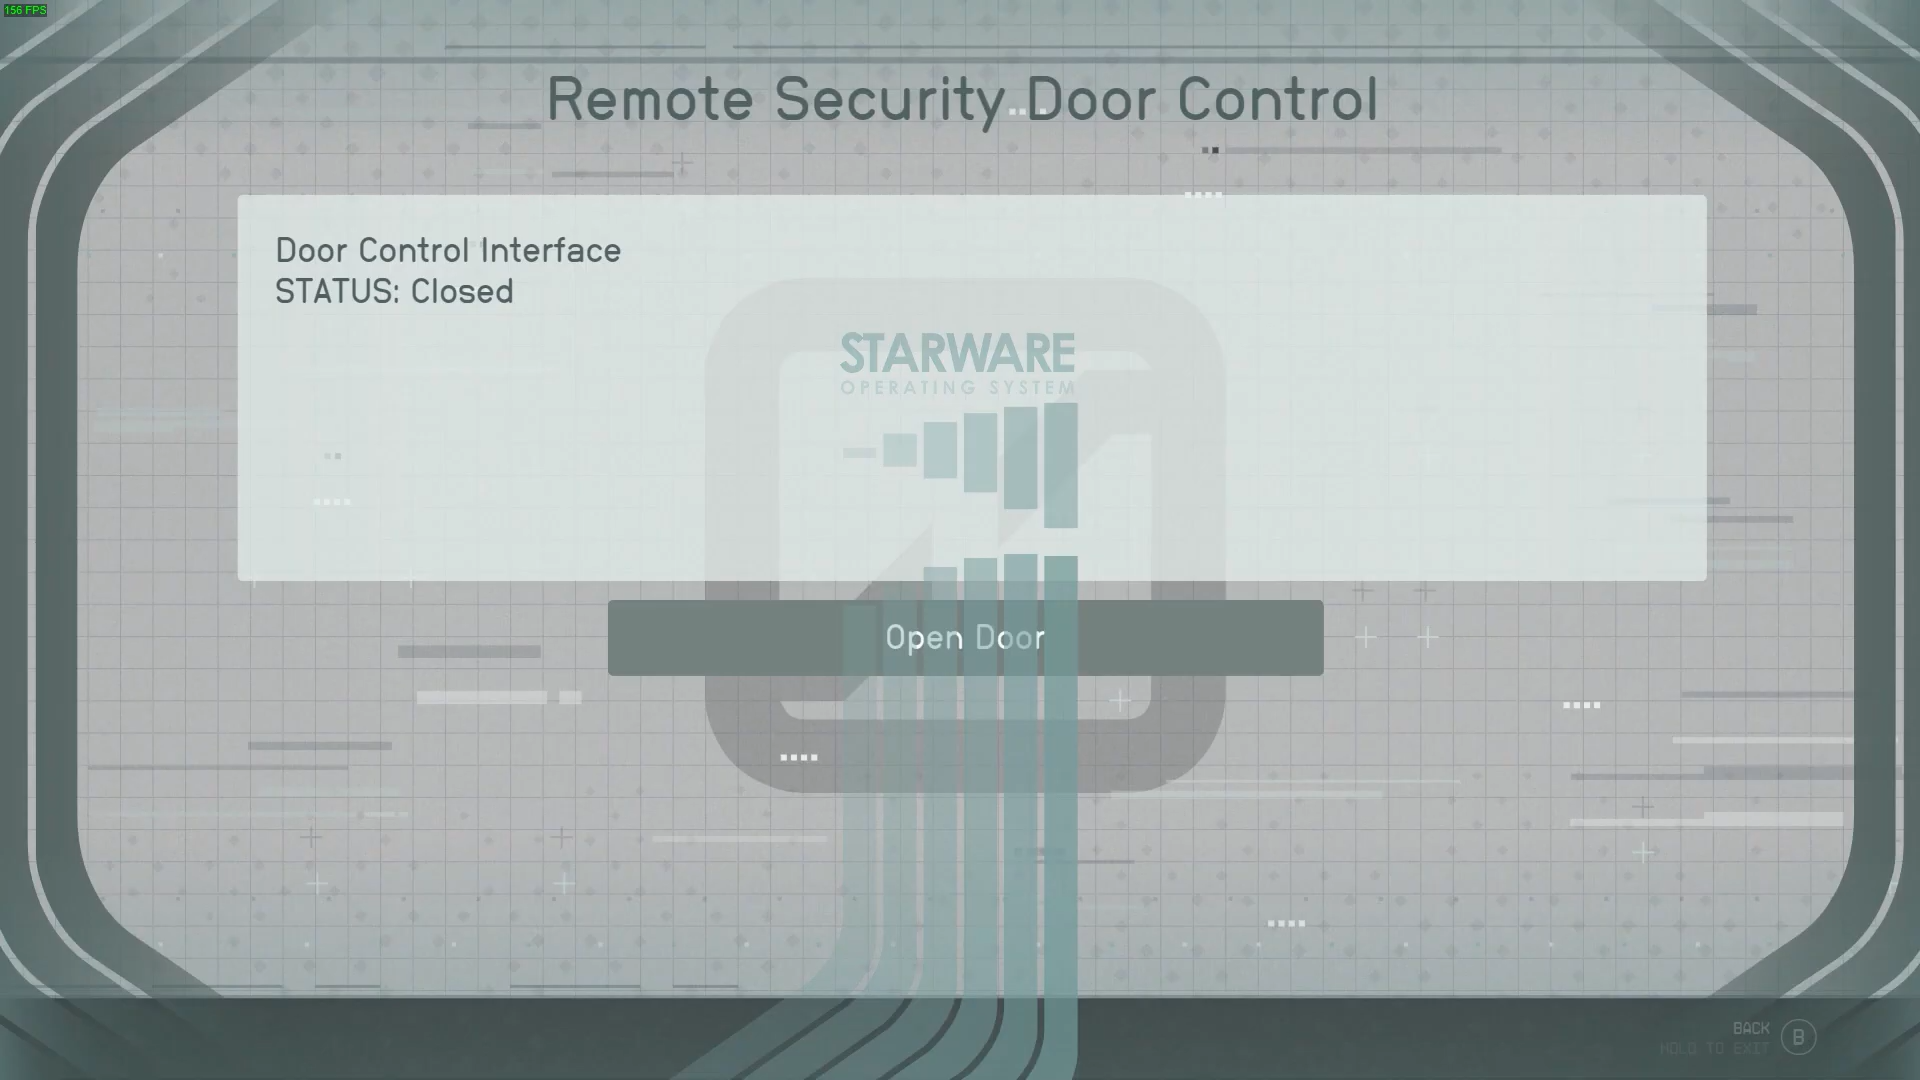 156 FPS
Remote Security Door Control
Door Control Interface
STATUS: Closed
STARWARE
OPERATING SYSTEM
Open Door
BACK
HOLD TO EXIT
B